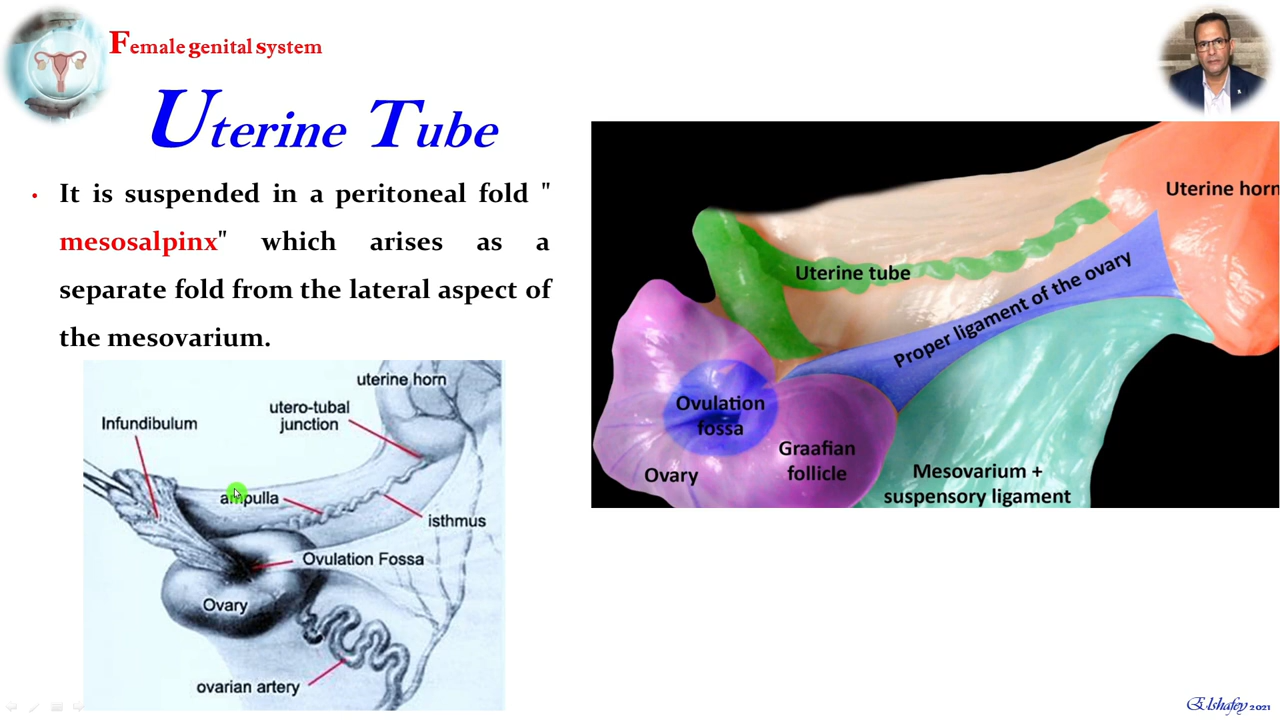 Female genital system
Uterine Tube
• It is suspended in a peritoneal fold "
mesosalpinx" which arises as a
separate fold from the lateral aspect of
the mesovarium.
uterine horn
utero-tubal
junction
Infundibulum
ampulla
isthmus
Ovulation Fossa
Ovary
ovarian artery
Uterine horn
Uterine tube
Proper ligament of the ovary
Ovulation
fossa
Graafian
follicle
Ovary
Mesovarium +
suspensory ligament
Elshafey 2021